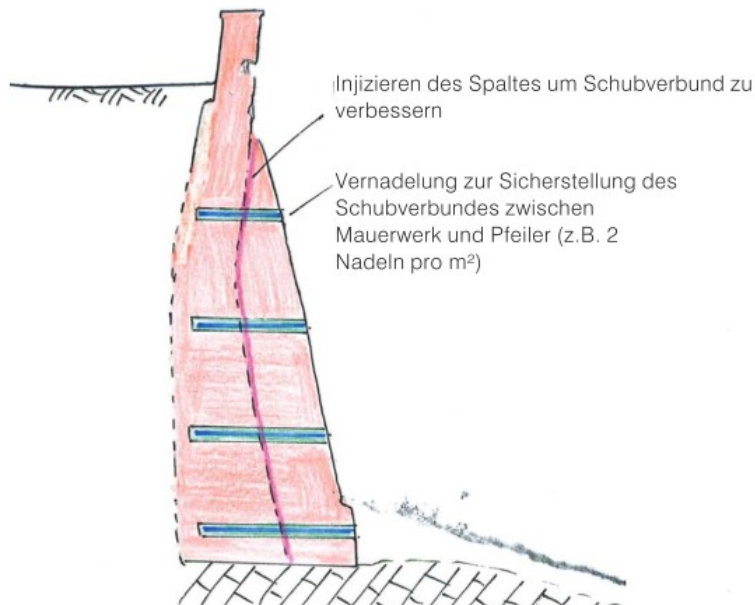 Injizieren des Spaltes um Schubverbund zu
verbessern
Vernadelung zur Sicherstellung des
Schubverbundes zwischen
Mauerwerk und Pfeiler (z.B. 2
Nadeln pro m²)